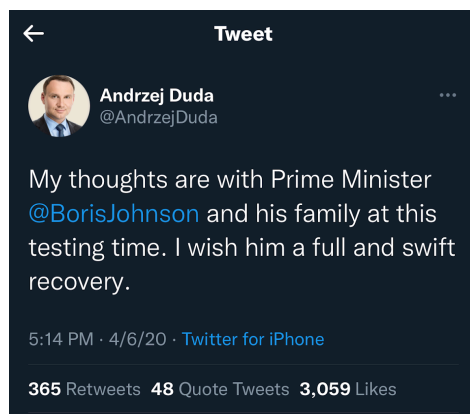 Tweet
Andrzej Duda
@AndrzejDuda
My thoughts are with Prime Minister
@BorisJohnson and his family at this
testing time. I wish him a full and swift
recovery.
5:14 PM · 4/6/20 · Twitter for iPhone
365 Retweets 48 Quote Tweets 3,059 Likes